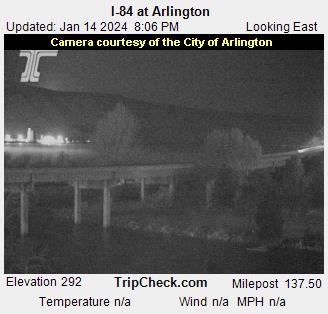 I-84 at Arlington
Updated: Jan 14 2024 8:06 PM Looking East
Camera courtesy of the City of Arlington
Elevation 292 TripCheck.com Milepost 137.50
Temperature n/a Wind n/a MPH n/a